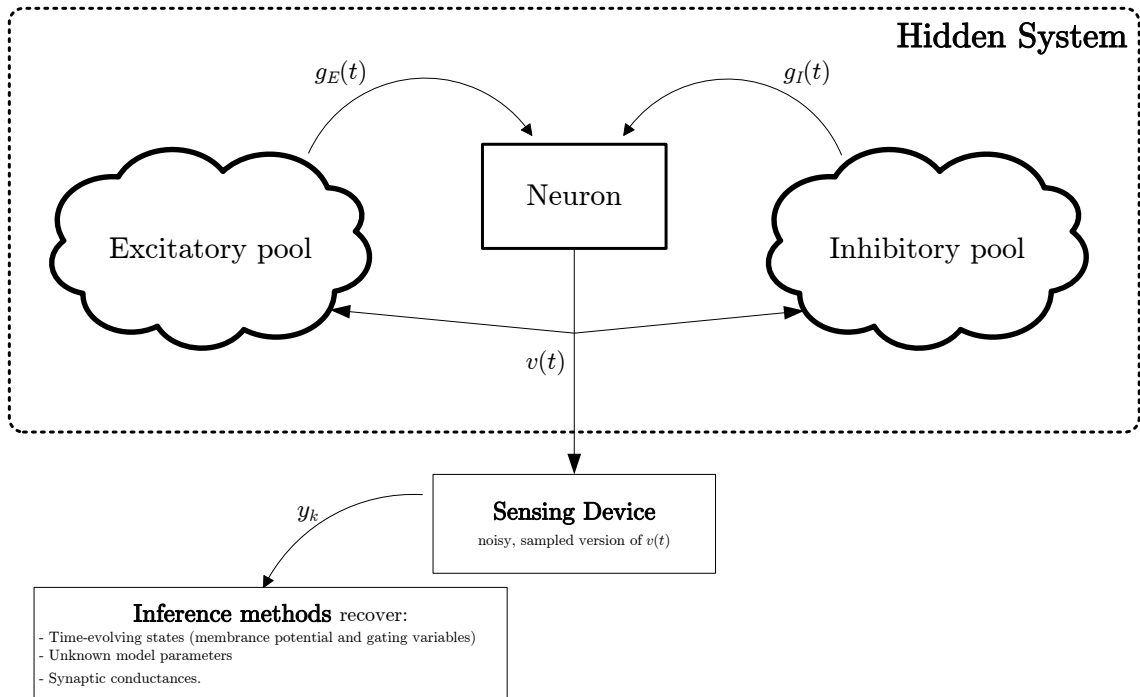 Hidden System
g_E(t)
g_I(t)
Neuron
Excitatory pool
Inhibitory pool
v(t)
Sensing Device
noisy, sampled version of v(t)
y_k
Inference methods recover:
- Time-evolving states (membrance potential and gating variables)
- Unknown model parameters
- Synaptic conductances.